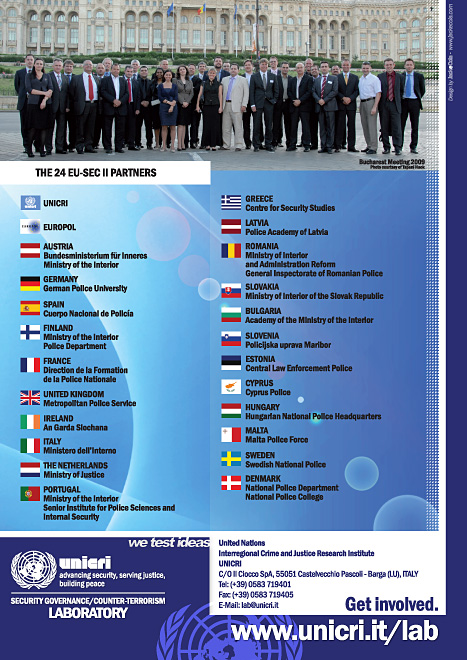 Design by JacksCada - www.jackscada.com
Bucharest Meeting 2009
THE 24 EU-SEC II PARTNERS
UNICRI
EUROPOL
AUSTRIA
Bundesministerium für Inneres
Ministry of the Interior
GERMANY
German Police University
SPAIN
Cuerpo Nacional de Policía
FINLAND
Ministry of the Interior
Police Department
FRANCE
Direction de la Formation
de la Police Nationale
UNITED KINGDOM
Metropolitan Police Service
IRELAND
An Garda Siochana
ITALY
Ministero dell'Interno
THE NETHERLANDS
Ministry of Justice
PORTUGAL
Ministry of the Interior
Senior Institute for Police Sciences and
Internal Security
GREECE
Centre for Security Studies
LATVIA
Police Academy of Latvia
ROMANIA
Ministry of Interior
and Administration Reform
General Inspectorate of Romanian Police
SLOVAKIA
Ministry of Interior of the Slovak Republic
BULGARIA
Academy of the Ministry of the Interior
SLOVENIA
Policijska uprava Maribor
ESTONIA
Central Law Enforcement Police
CYPRUS
Cyprus Police
HUNGARY
Hungarian National Police Headquarters
MALTA
Malta Police Force
SWEDEN
Swedish National Police
DENMARK
National Police Department
National Police College
we test ideas
unicri
advancing security, serving justice,
building peace
SECURITY GOVERNANCE/COUNTER-TERRORISM
LABORATORY
United Nations
Interregional Crime and Justice Research Institute
UNICRI
C/O Il Ciocco SpA, 55051 Castelvecchio Pascoli - Barga (LU), ITALY
Tel: (+39) 0583 719401
Fax: (+39) 0583 719405
E-Mail: lab@unicri.it
Get involved.
www.unicri.it/lab